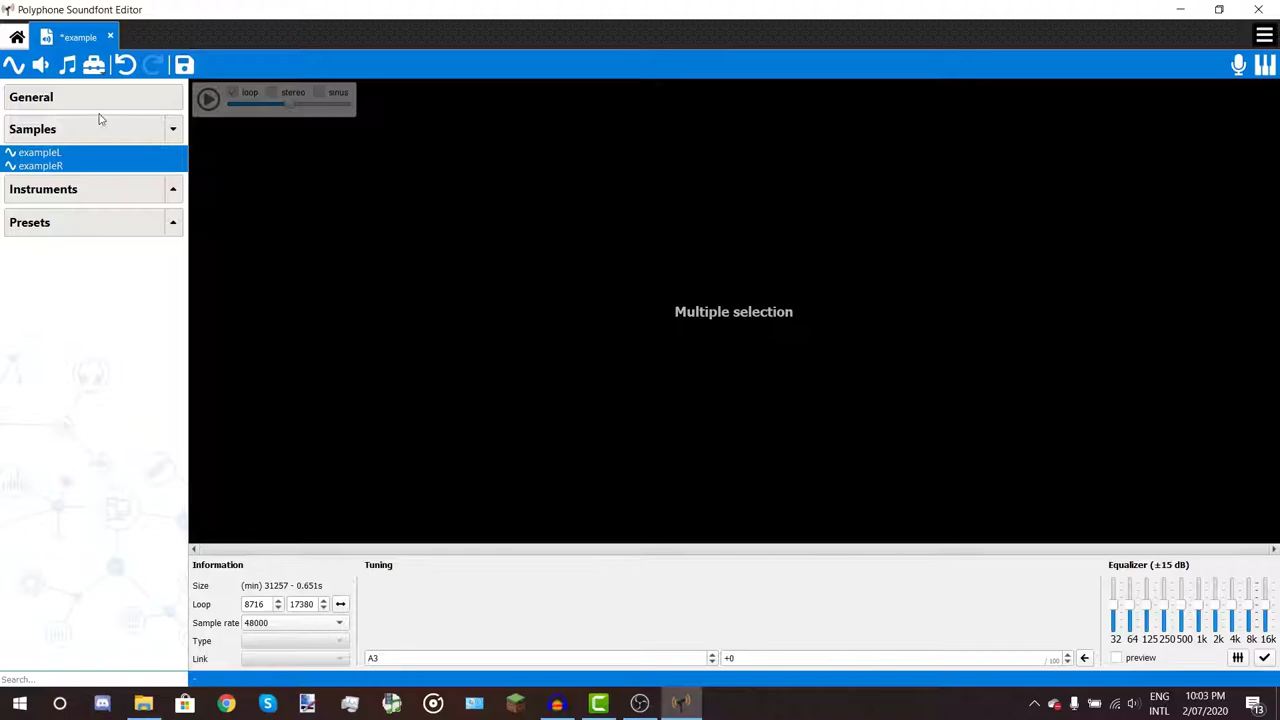 Polyphone Soundfont Editor
*example
General
Samples
exampleL
exampleR
Instruments
Presets
loop
stereo
sinus
Multiple selection
Information
Size
(min) 31257 - 0.651s
Loop
8716
17380
Sample rate
48000
Type
Link
Tuning
A3
+0
/ 100
Equalizer (±15 dB)
32 64 125 250 500 1k 2k 4k 8k 16k
preview
Search...
-
ENG
INTL
10:03 PM
2/07/2020
13